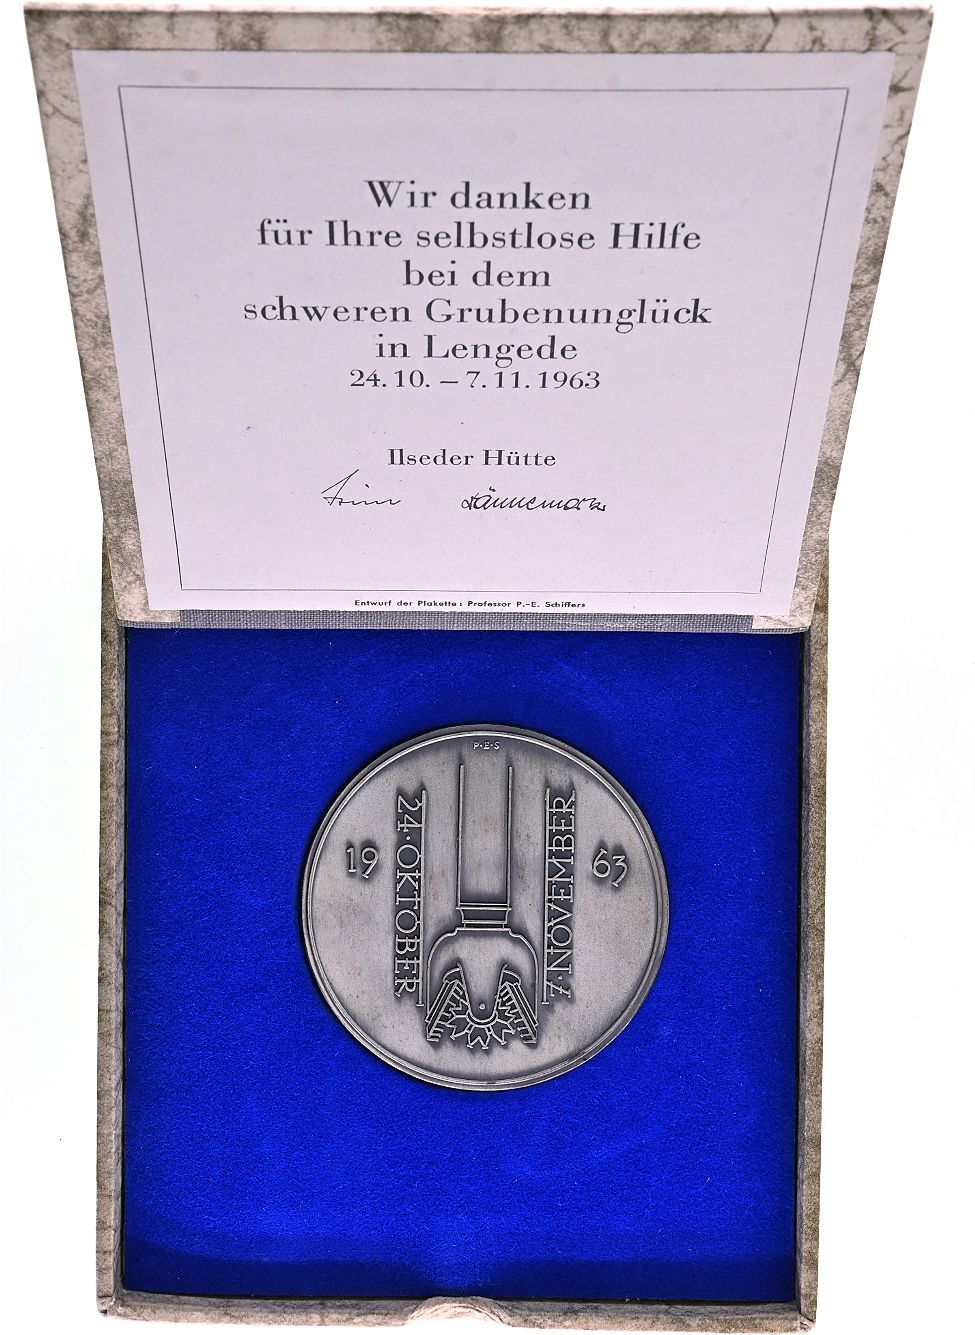 Wir danken
für Ihre selbstlose Hilfe
bei dem
schweren Grubenunglück
in Lengede
24. 10. – 7. 11. 1963
Ilseder Hütte
Entwurf der Plakette: Professor P.-E. Schiffers
P·E·S
19 63
24·OKTOBER
7·NOVEMBER